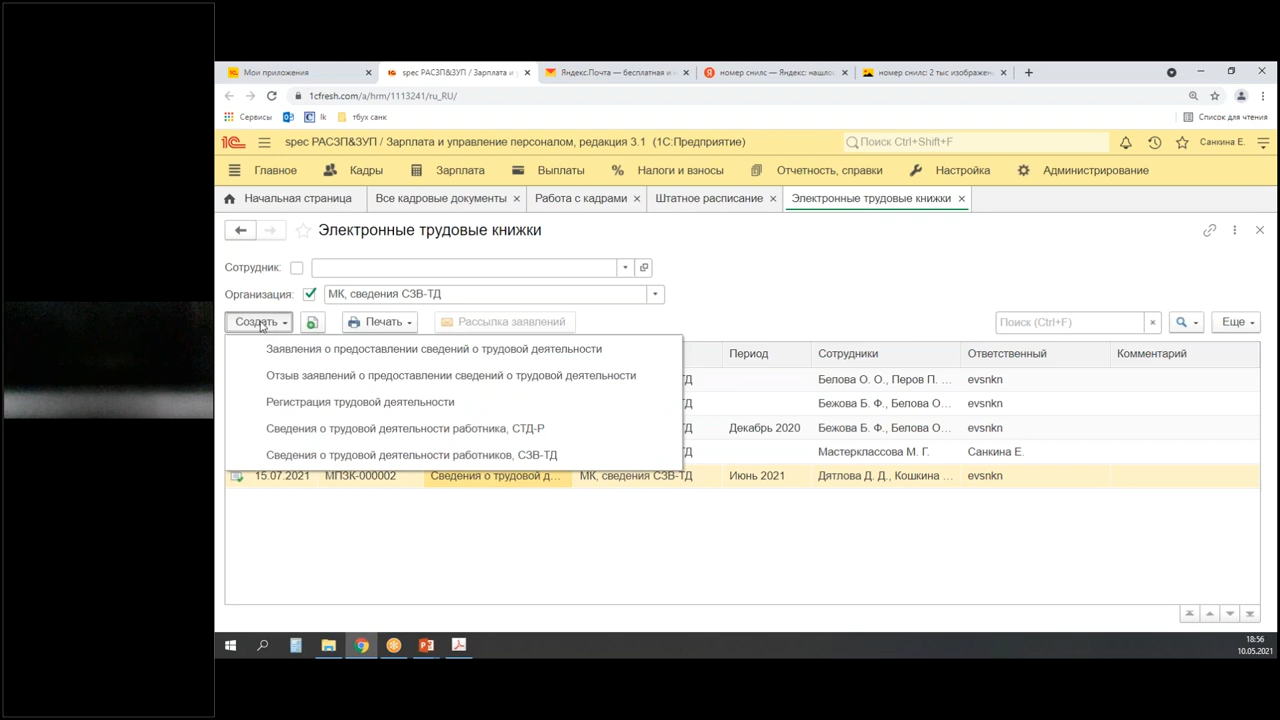 Мои приложения
spec РАСЗП&ЗУП / Зарплата и у
Яндекс.Почта — бесплатная и н
номер снилс — Яндекс: нашлос
номер снилс: 2 тыс изображен
1cfresh.com/a/hrm/1113241/ru_RU/
Сервисы
lk
тбух санк
Список для чтения
spec РАСЗП&ЗУП / Зарплата и управление персоналом, редакция 3.1 (1С:Предприятие)
Поиск Ctrl+Shift+F
Санкина Е.
Главное
Кадры
Зарплата
Выплаты
Налоги и взносы
Отчетность, справки
Настройка
Администрирование
Начальная страница
Все кадровые документы
Работа с кадрами
Штатное расписание
Электронные трудовые книжки
Электронные трудовые книжки
Сотрудник:
Организация:
МК, сведения СЗВ-ТД
Создать
Печать
Рассылка заявлений
Поиск (Ctrl+F)
Еще
Заявления о предоставлении сведений о трудовой деятельности
Отзыв заявлений о предоставлении сведений о трудовой деятельности
Регистрация трудовой деятельности
Сведения о трудовой деятельности работника, СТД-Р
Сведения о трудовой деятельности работников, СЗВ-ТД
Период
Сотрудники
Ответственный
Комментарий
ТД Белова О. О., Перов П. ... evsnkn
ТД Бежова Б. Ф., Белова О... evsnkn
ТД Декабрь 2020 Бежова Б. Ф., Белова О... evsnkn
ТД Мастерклассова М. Г. Санкина Е.
15.07.2021 МПЗК-000002 Сведения о трудовой д... МК, сведения СЗВ-ТД Июнь 2021 Дятлова Д. Д., Кошкина ... evsnkn
18:56
10.05.2021